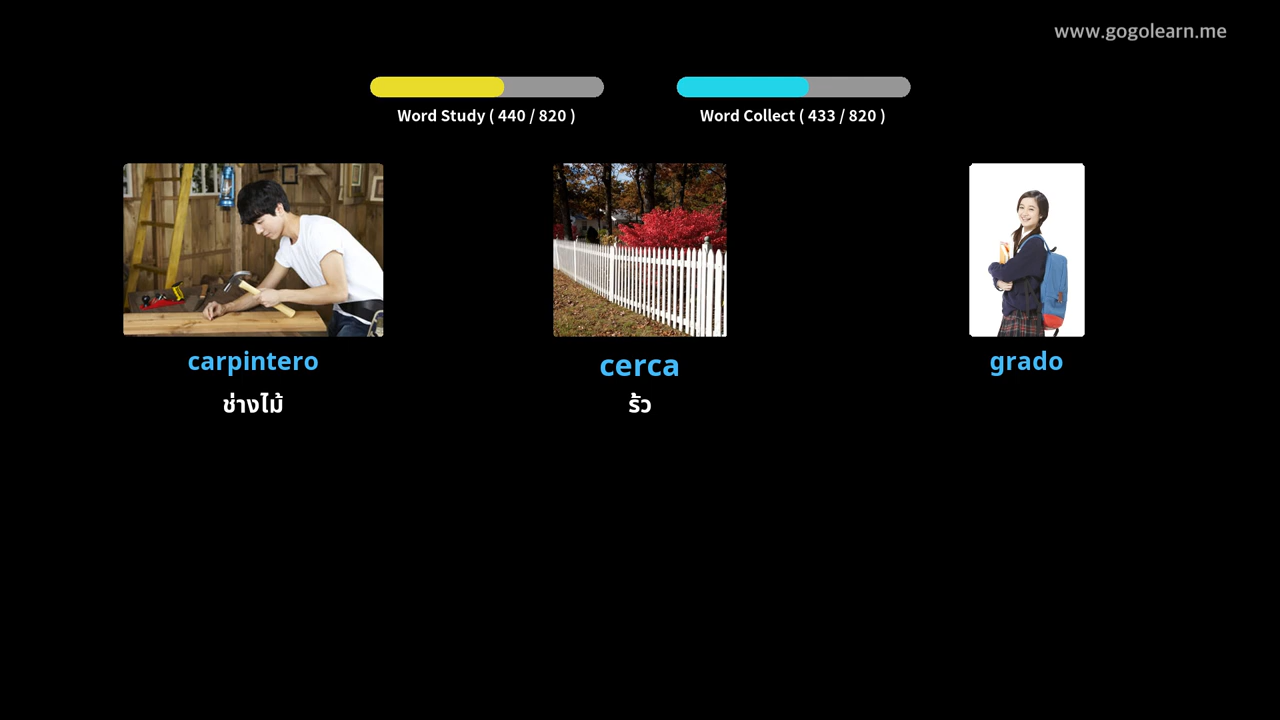 www.gogolearn.me
Word Study ( 440 / 820 )
Word Collect ( 433 / 820 )
carpintero
ช่างไม้
cerca
รั้ว
grado